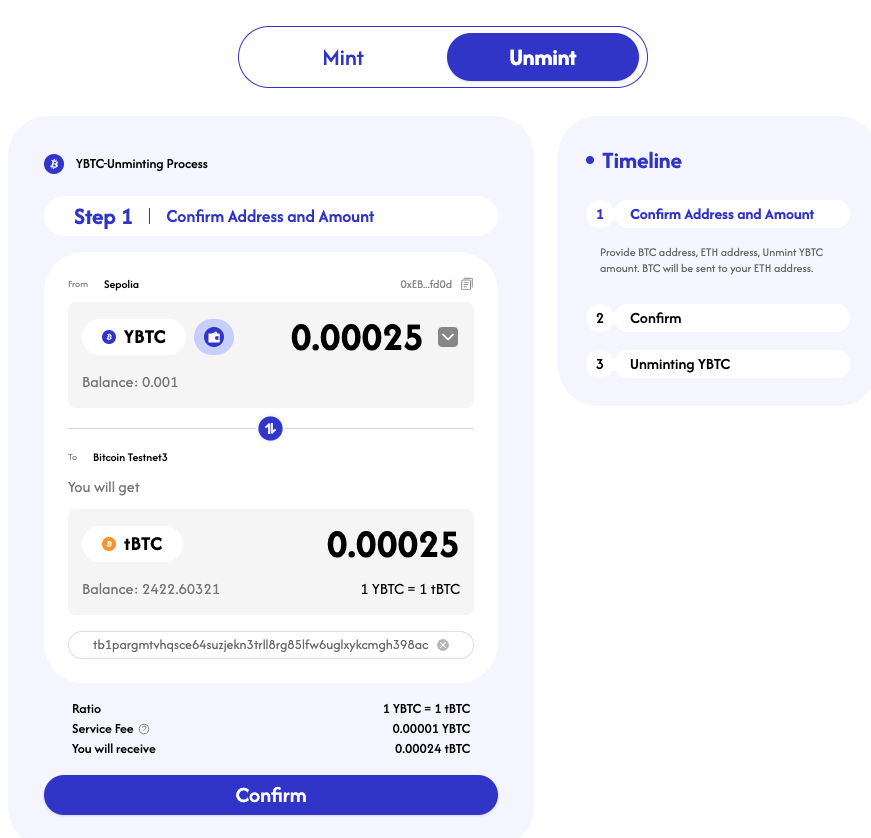 Mint
Unmint
YBTC-Unminting Process
Step 1 | Confirm Address and Amount
From Sepolia 0xEB...fd0d
YBTC 0.00025
Balance: 0.001
To Bitcoin Testnet3
You will get
tBTC 0.00025
Balance: 2422.60321 1 YBTC = 1 tBTC
tb1pargmtvhqsce64suzjekn3trll8rg85lfw6uglxykcmgh398ac
Ratio 1 YBTC = 1 tBTC
Service Fee 0.00001 YBTC
You will receive 0.00024 tBTC
Confirm
Timeline
1 Confirm Address and Amount
Provide BTC address, ETH address, Unmint YBTC
amount. BTC will be sent to your ETH address.
2 Confirm
3 Unminting YBTC